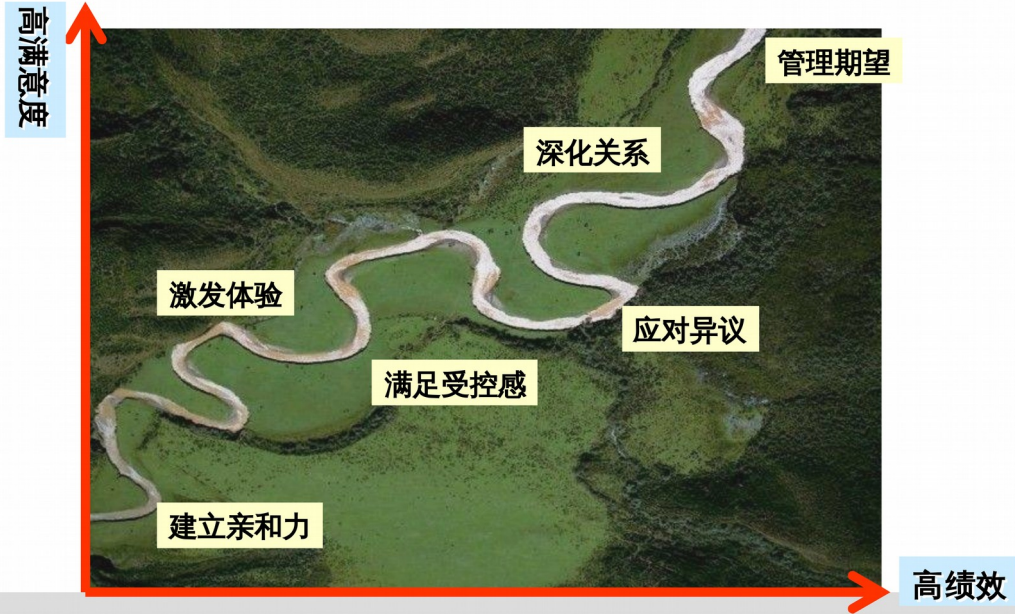 高满意度
管理期望
深化关系
激发体验
应对异议
满足受控感
建立亲和力
高绩效